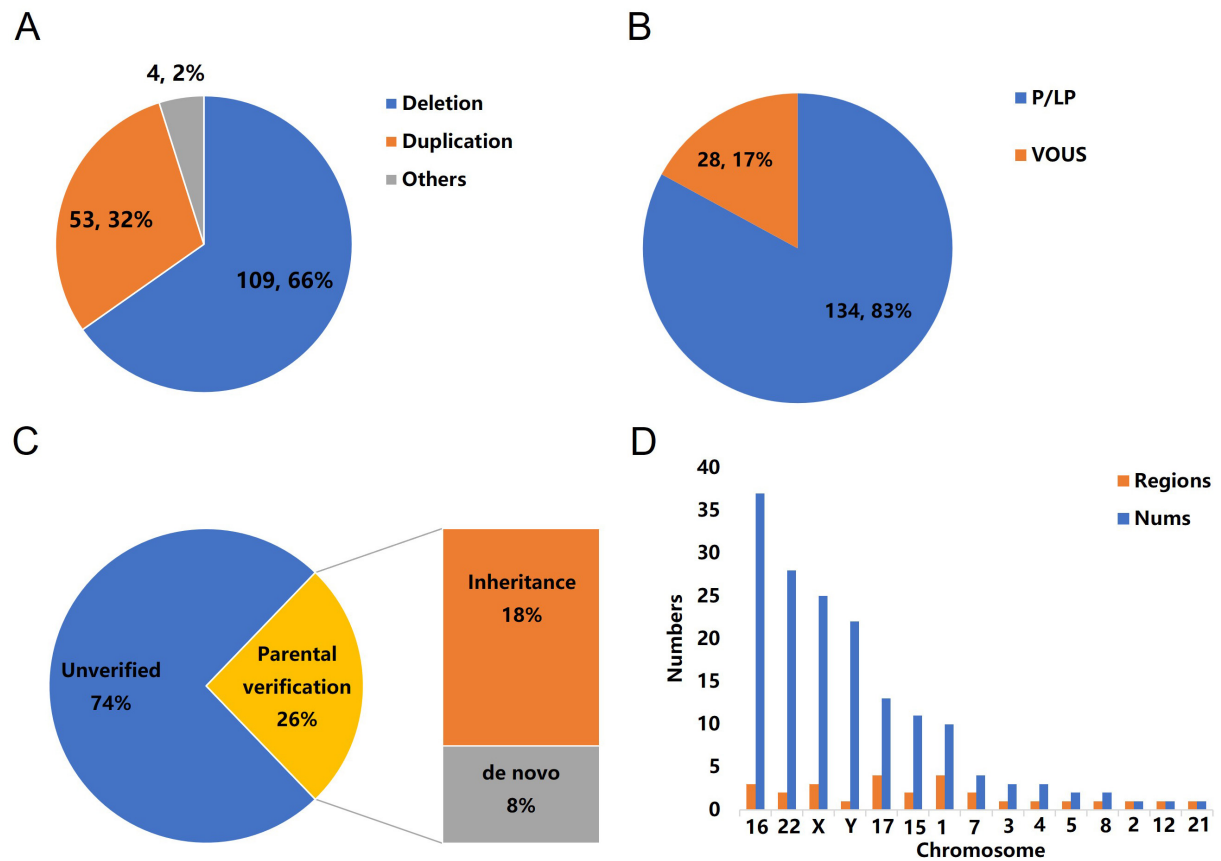 A
4, 2%
53, 32%
109, 66%
Deletion
Duplication
Others
B
28, 17%
134, 83%
P/LP
VOUS
C
Unverified
74%
Parental
verification
26%
Inheritance
18%
de novo
8%
D
Regions
Nums
Numbers
40
35
30
25
20
15
10
5
0
16 22 X Y 17 15 1 7 3 4 5 8 2 12 21
Chromosome